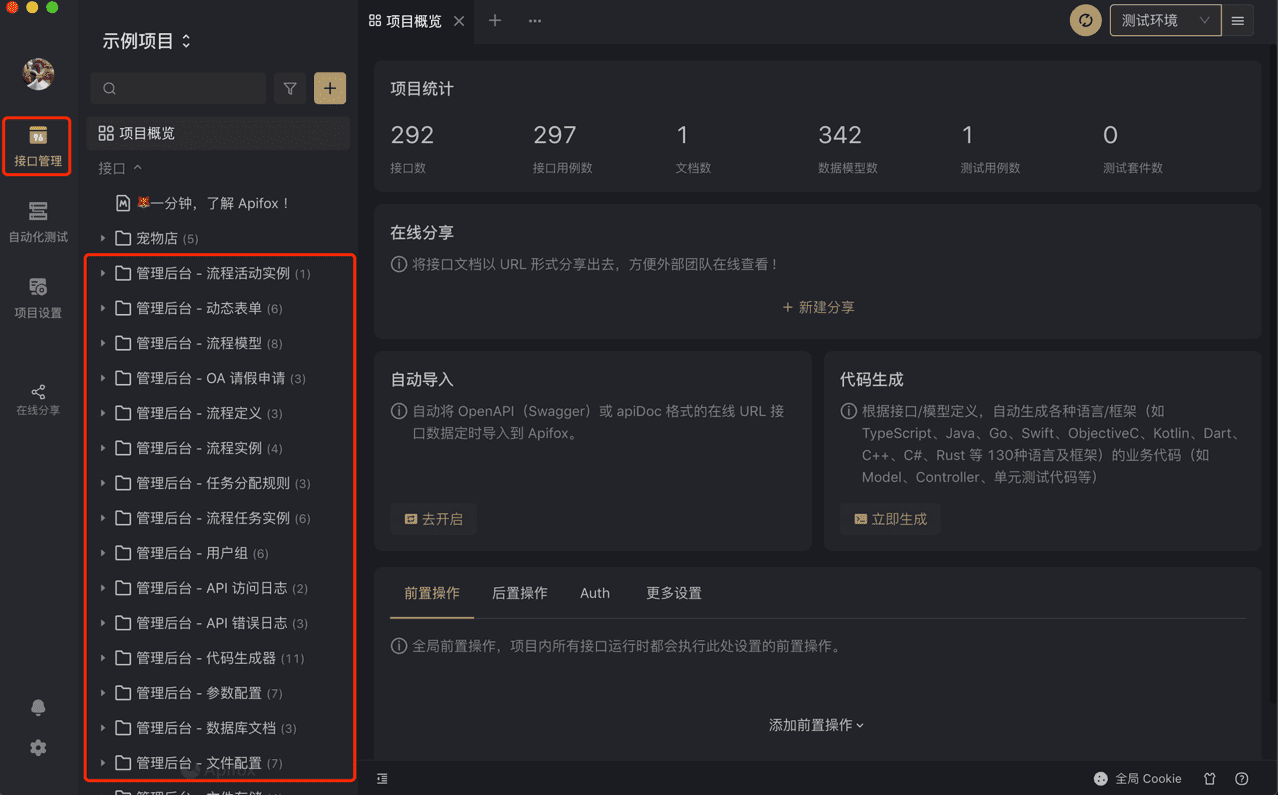 示例项目
项目概览
测试环境
接口管理
自动化测试
项目设置
在线分享
项目概览
接口
一分钟，了解 Apifox！
宠物店 (5)
管理后台 - 流程活动实例 (1)
管理后台 - 动态表单 (6)
管理后台 - 流程模型 (8)
管理后台 - OA 请假申请 (3)
管理后台 - 流程定义 (3)
管理后台 - 流程实例 (4)
管理后台 - 任务分配规则 (3)
管理后台 - 流程任务实例 (6)
管理后台 - 用户组 (6)
管理后台 - API 访问日志 (2)
管理后台 - API 错误日志 (3)
管理后台 - 代码生成器 (11)
管理后台 - 参数配置 (7)
管理后台 - 数据库文档 (3)
管理后台 - 文件配置 (7)
Apifox
项目统计
292 297 1 342 1 0
接口数 接口用例数 文档数 数据模型数 测试用例数 测试套件数
在线分享
将接口文档以 URL 形式分享出去，方便外部团队在线查看！
+ 新建分享
自动导入
自动将 OpenAPI（Swagger）或 apiDoc 格式的在线 URL 接
口数据定时导入到 Apifox。
去开启
代码生成
根据接口/模型定义，自动生成各种语言/框架（如
TypeScript、Java、Go、Swift、ObjectiveC、Kotlin、Dart、
C++、C#、Rust 等 130种语言及框架）的业务代码（如
Model、Controller、单元测试代码等）
立即生成
前置操作 后置操作 Auth 更多设置
全局前置操作，项目内所有接口运行时都会执行此处设置的前置操作。
添加前置操作
全局 Cookie